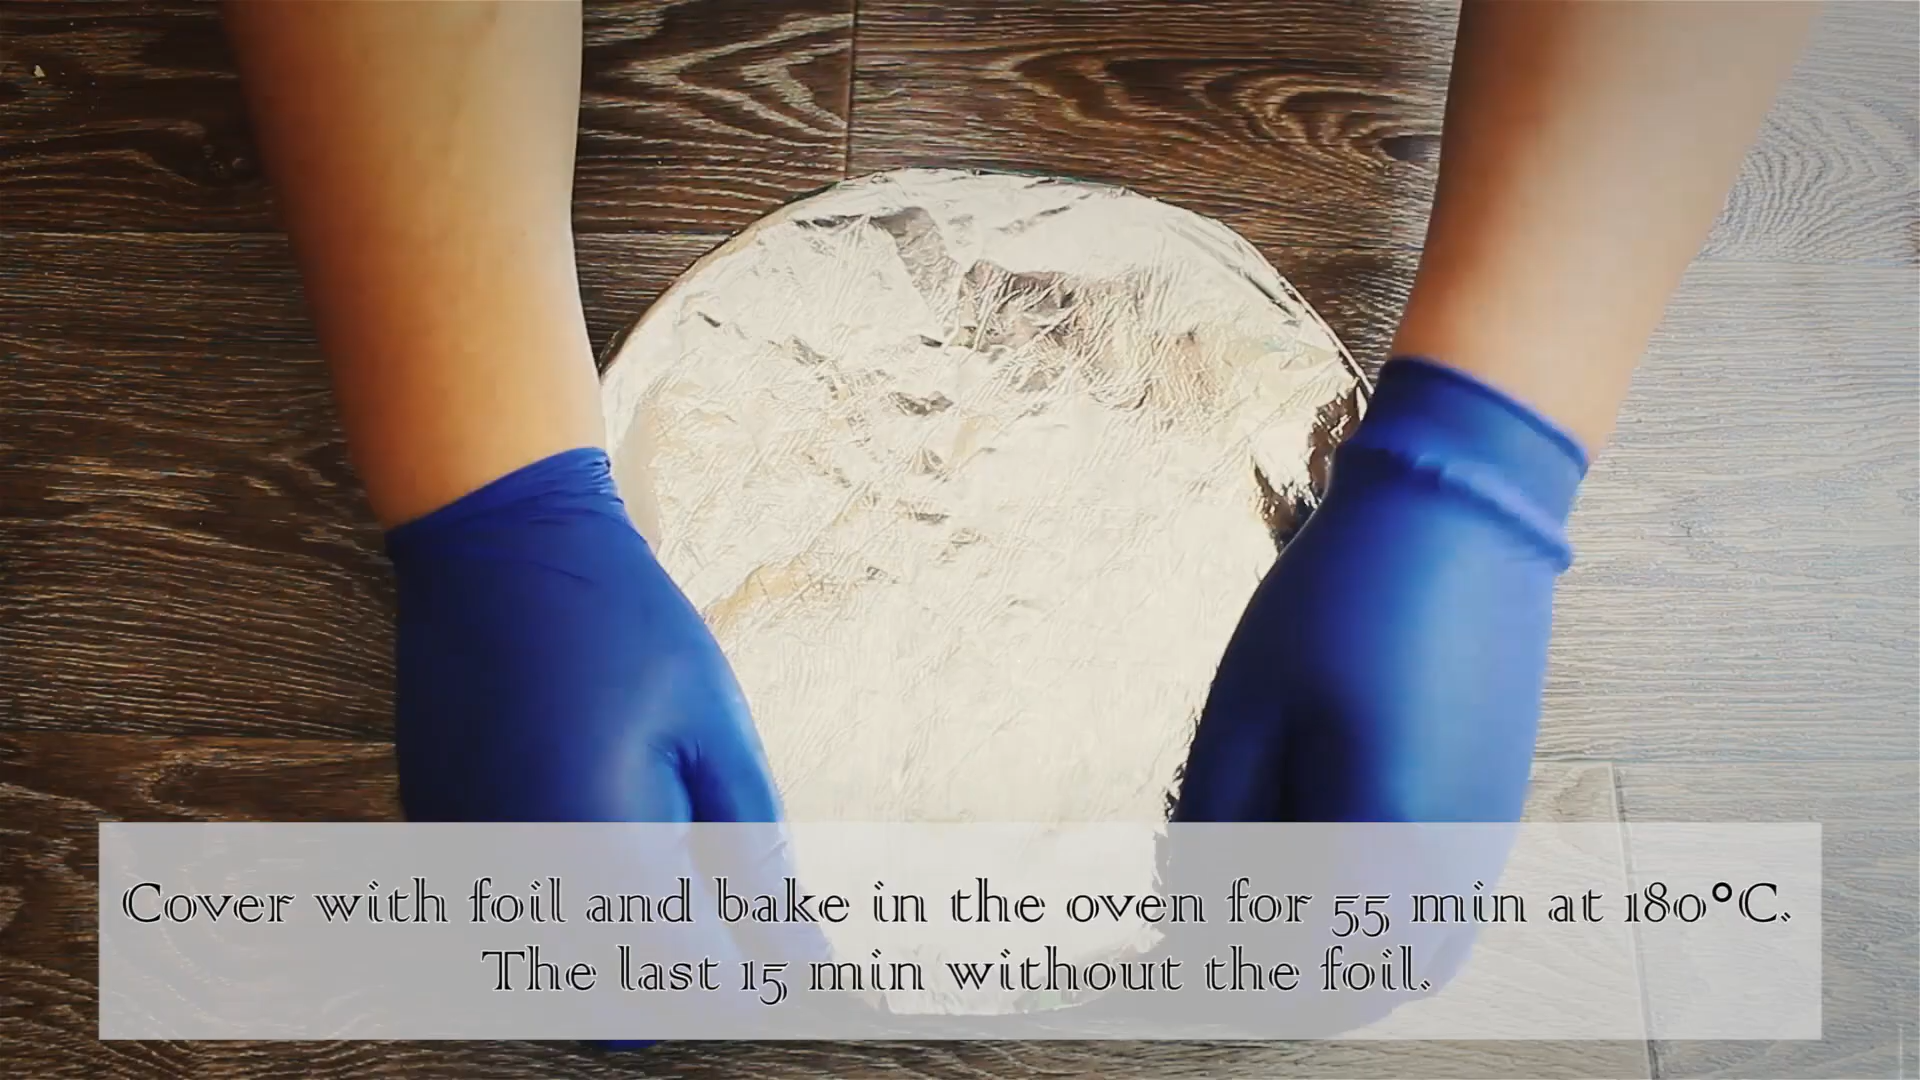 Cover with foil and bake in the oven for 55 min at 180°C.
The last 15 min without the foil.